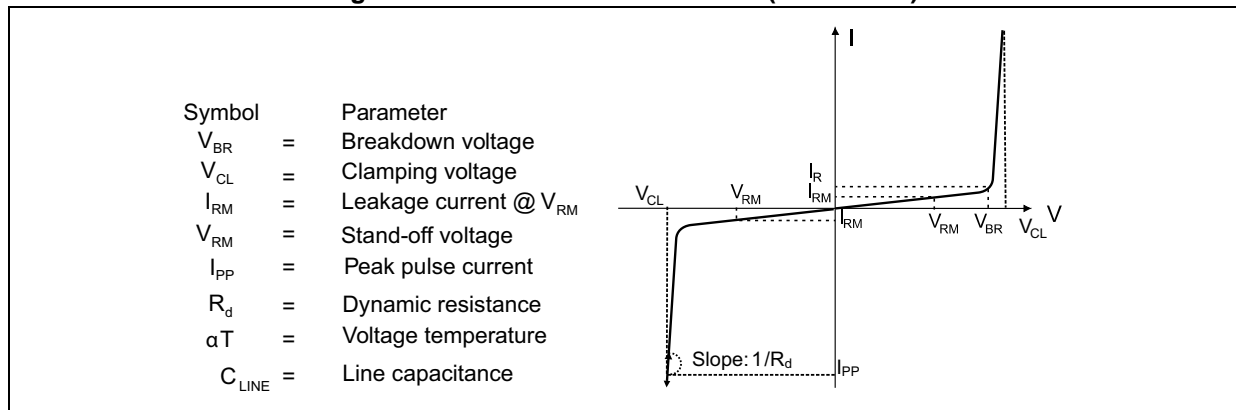 Symbol Parameter
V_BR = Breakdown voltage
V_CL = Clamping voltage
I_RM = Leakage current @ V_RM
V_RM = Stand-off voltage
I_PP = Peak pulse current
R_d = Dynamic resistance
αT = Voltage temperature
C_LINE = Line capacitance
I
I_R
I_RM
V_CL V_RM
I_RM V_RM V_BR V_CL V
Slope: 1/R_d I_PP